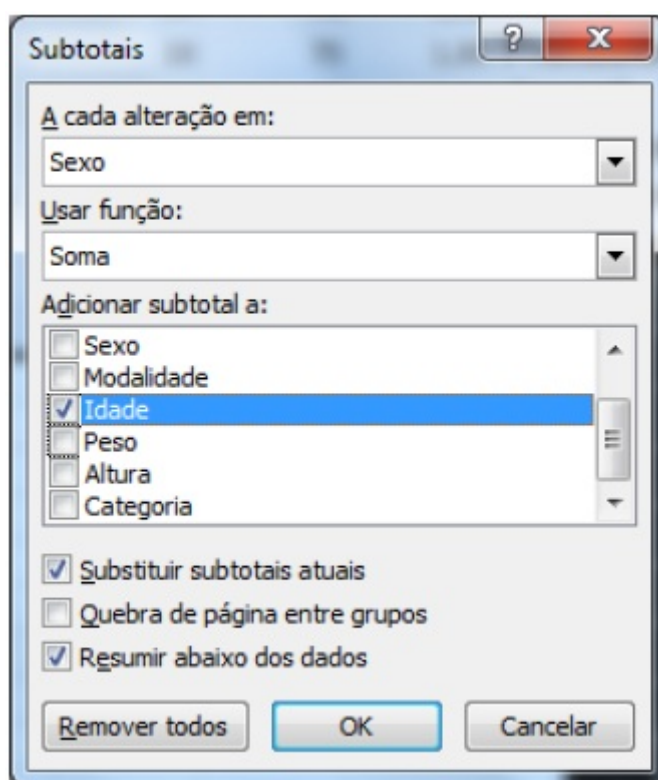 Subtotais
A cada alteração em:
Sexo
Usar função:
Soma
Adicionar subtotal a:
Sexo
Modalidade
Idade
Peso
Altura
Categoria
Substituir subtotais atuais
Quebra de página entre grupos
Resumir abaixo dos dados
Remover todos OK Cancelar